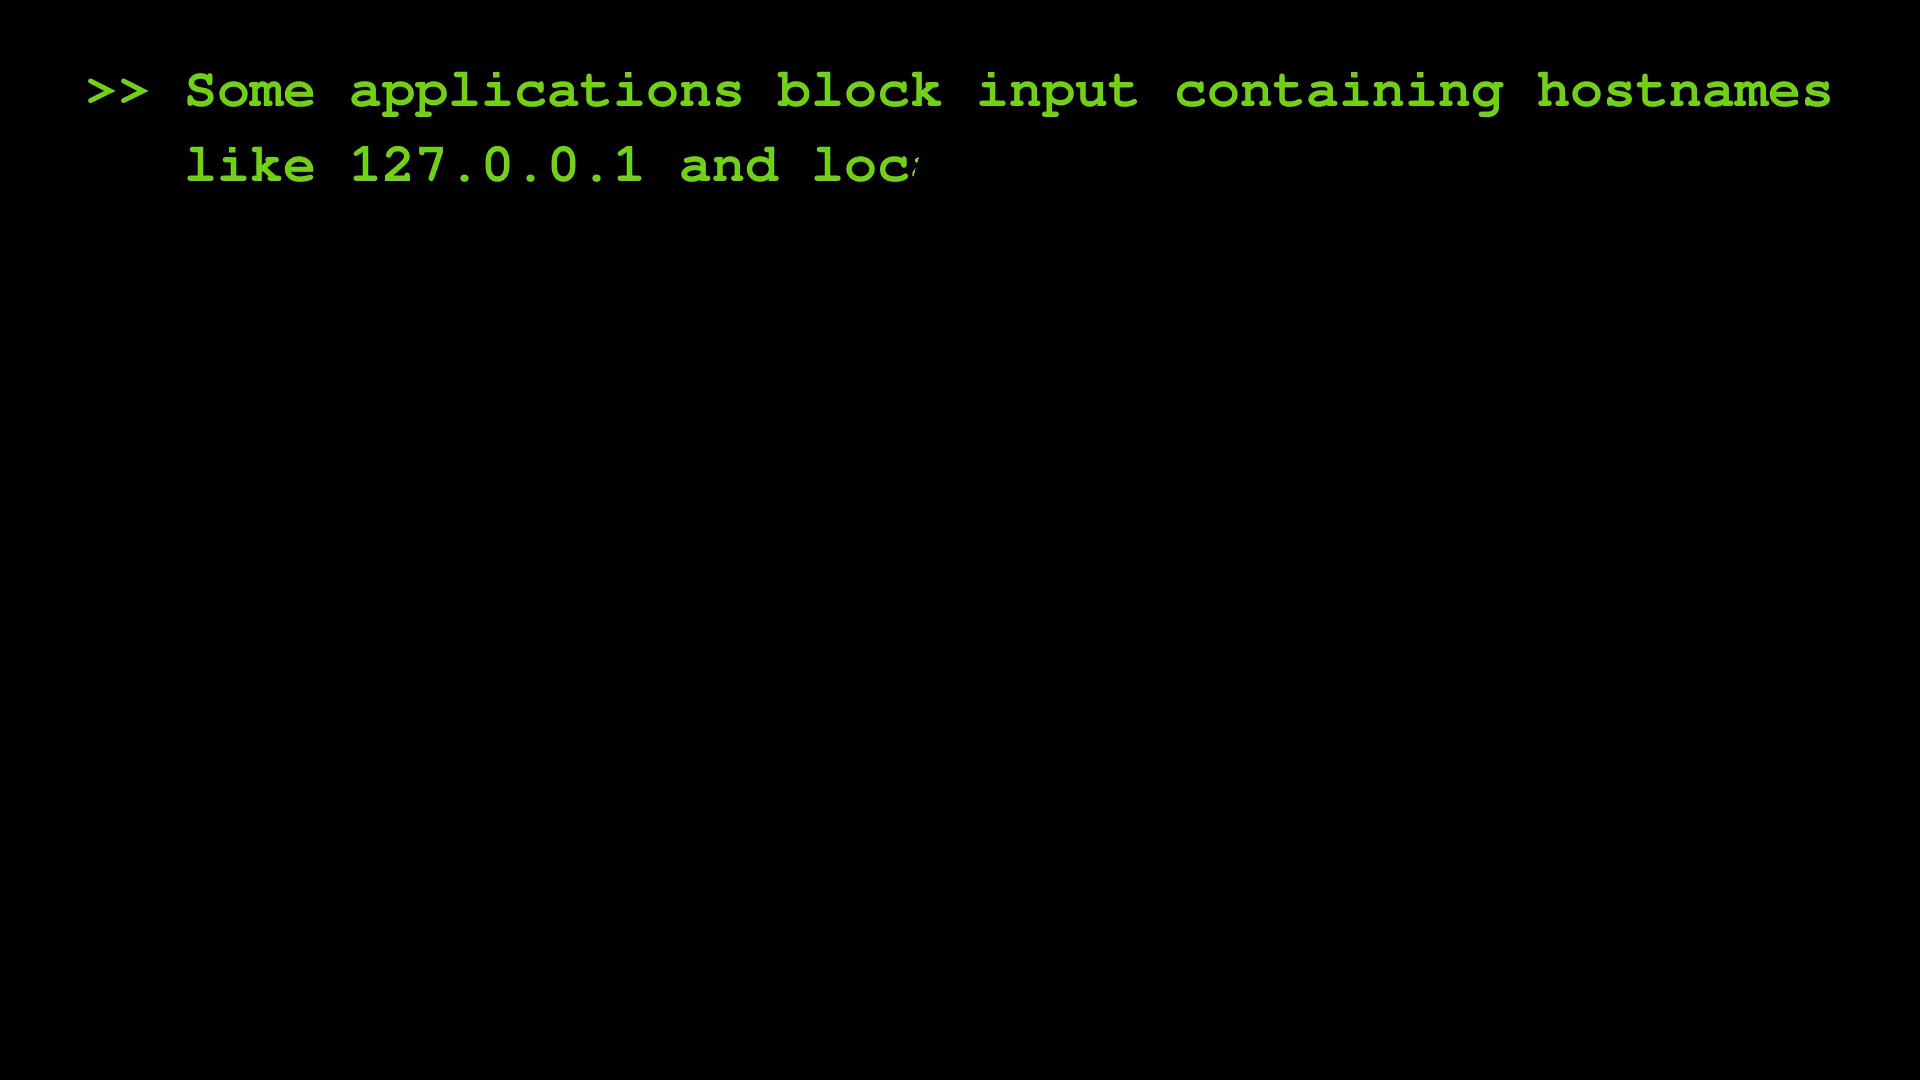 >> Some applications block input containing hostnames
like 127.0.0.1 and loc